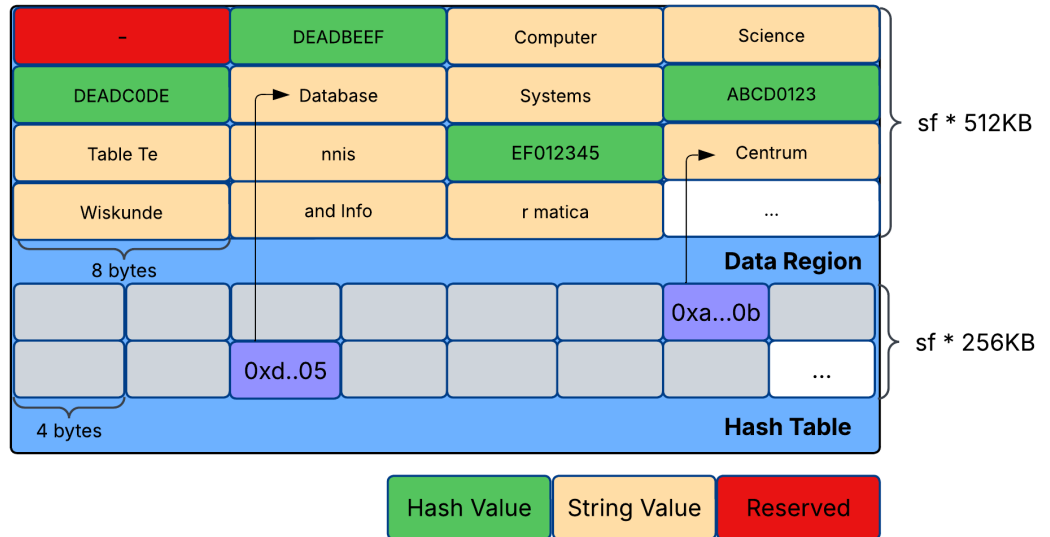 –
DEADBEEF
Computer
Science
DEADC0DE
Database
Systems
ABCD0123
sf * 512KB
Table Te
nnis
EF012345
Centrum
Wiskunde
and Info
r matica
...
8 bytes
Data Region
0xa...0b
0xd..05
...
sf * 256KB
4 bytes
Hash Table
Hash Value
String Value
Reserved